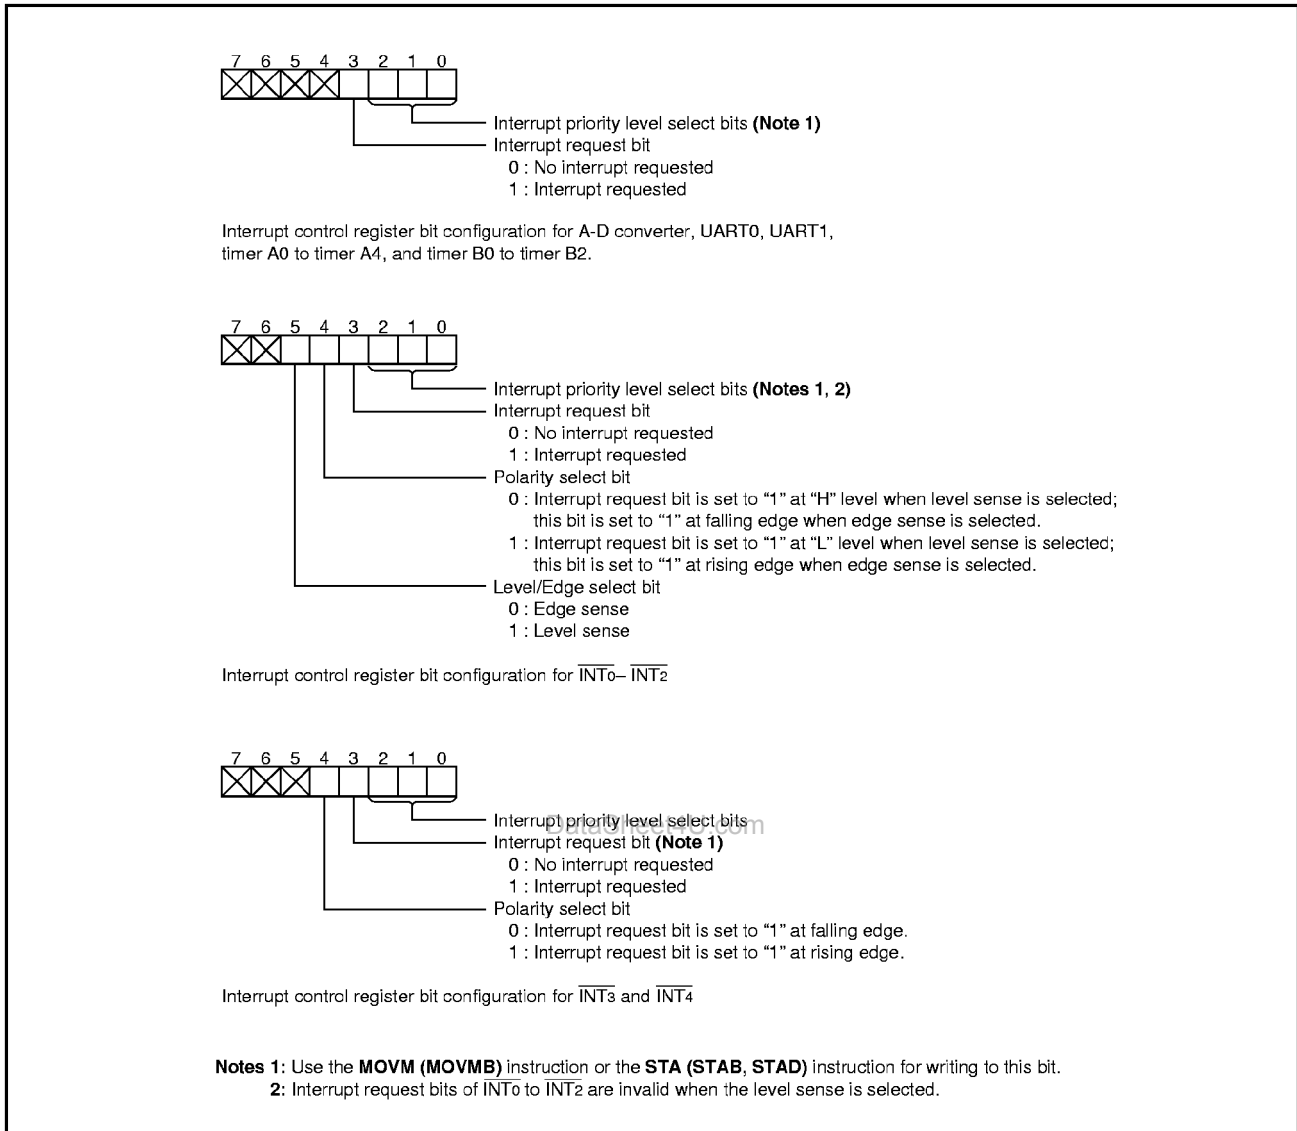 7 6 5 4 3 2 1 0
Interrupt priority level select bits (Note 1)
Interrupt request bit
0 : No interrupt requested
1 : Interrupt requested
Interrupt control register bit configuration for A-D converter, UART0, UART1,
timer A0 to timer A4, and timer B0 to timer B2.
7 6 5 4 3 2 1 0
Interrupt priority level select bits (Notes 1, 2)
Interrupt request bit
0 : No interrupt requested
1 : Interrupt requested
Polarity select bit
0 : Interrupt request bit is set to “1” at “H” level when level sense is selected;
this bit is set to “1” at falling edge when edge sense is selected.
1 : Interrupt request bit is set to “1” at “L” level when level sense is selected;
this bit is set to “1” at rising edge when edge sense is selected.
Level/Edge select bit
0 : Edge sense
1 : Level sense
Interrupt control register bit configuration for INT0– INT2
7 6 5 4 3 2 1 0
Interrupt priority level select bits
DataSheet4U.com
Interrupt request bit (Note 1)
0 : No interrupt requested
1 : Interrupt requested
Polarity select bit
0 : Interrupt request bit is set to “1” at falling edge.
1 : Interrupt request bit is set to “1” at rising edge.
Interrupt control register bit configuration for INT3 and INT4
Notes 1: Use the MOVM (MOVMB) instruction or the STA (STAB, STAD) instruction for writing to this bit.
2: Interrupt request bits of INT0 to INT2 are invalid when the level sense is selected.